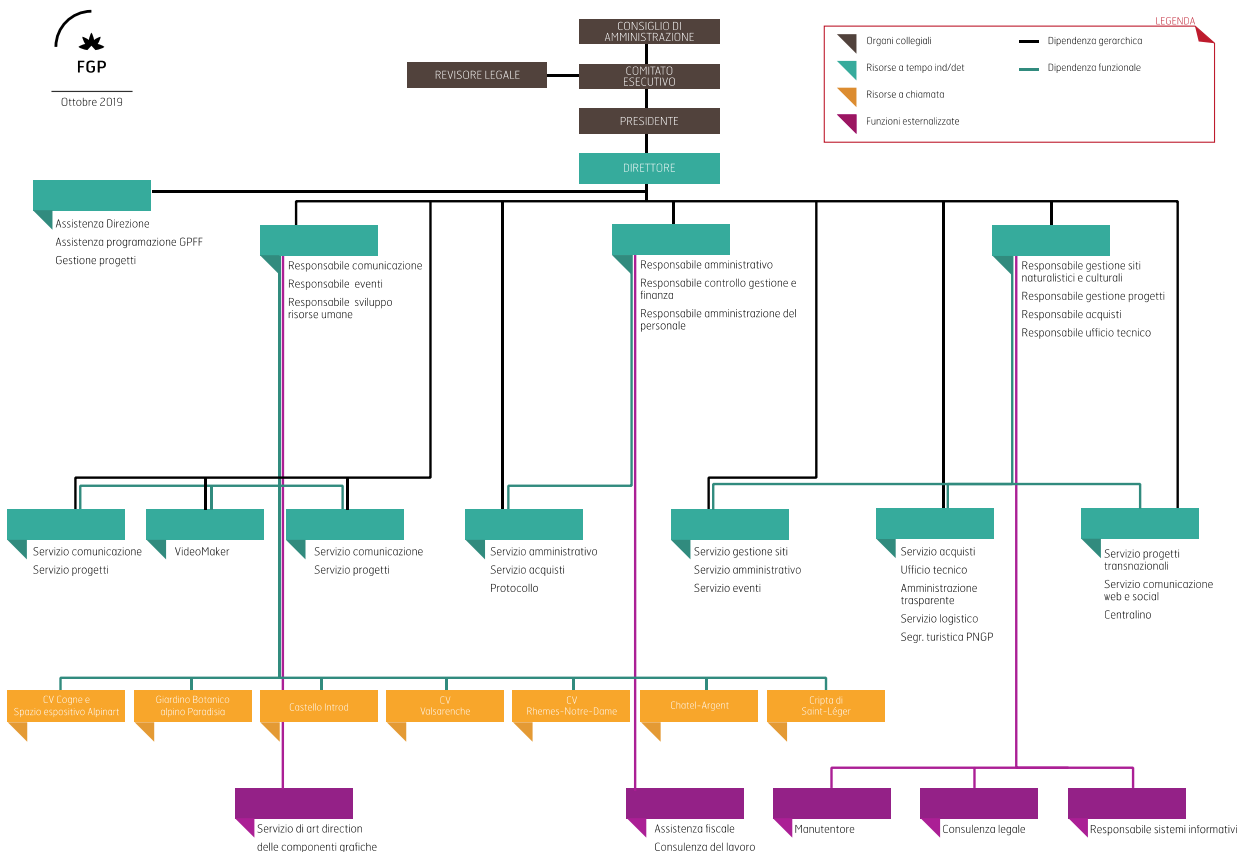 FGP
Ottobre 2019
CONSIGLIO DI
AMMINISTRAZIONE
REVISORE LEGALE
COMITATO
ESECUTIVO
PRESIDENTE
DIRETTORE
LEGENDA
Organi collegiali
Risorse a tempo ind/det
Risorse a chiamata
Funzioni esternalizzate
Dipendenza gerarchica
Dipendenza funzionale
Assistenza Direzione
Assistenza programazione GPFF
Gestione progetti
Responsabile comunicazione
Responsabile eventi
Responsabile sviluppo
risorse umane
Responsabile amministrativo
Responsabile controllo gestione e
finanza
Responsabile amministrazione del
personale
Responsabile gestione siti
naturalistici e culturali
Responsabile gestione progetti
Responsabile acquisti
Responsabile ufficio tecnico
Servizio comunicazione
Servizio progetti
VideoMaker
Servizio comunicazione
Servizio progetti
Servizio amministrativo
Servizio acquisti
Protocollo
Servizio gestione siti
Servizio amministrativo
Servizio eventi
Servizio acquisti
Ufficio tecnico
Amministrazione
trasparente
Servizio logistico
Segr. turistica PNGP
Servizio progetti
transnazionali
Servizio comunicazione
web e social
Centralino
CV Cogne e
Spazio espositivo Alpinart
Giardino Botanico
alpino Paradisia
Castello Introd
CV
Valsarenche
CV
Rhemes-Notre-Dame
Chatel-Argent
Cripta di
Saint-Léger
Servizio di art direction
delle componenti grafiche
Assistenza fiscale
Consulenza del lavoro
Manutentore
Consulenza legale
Responsabile sistemi informativi